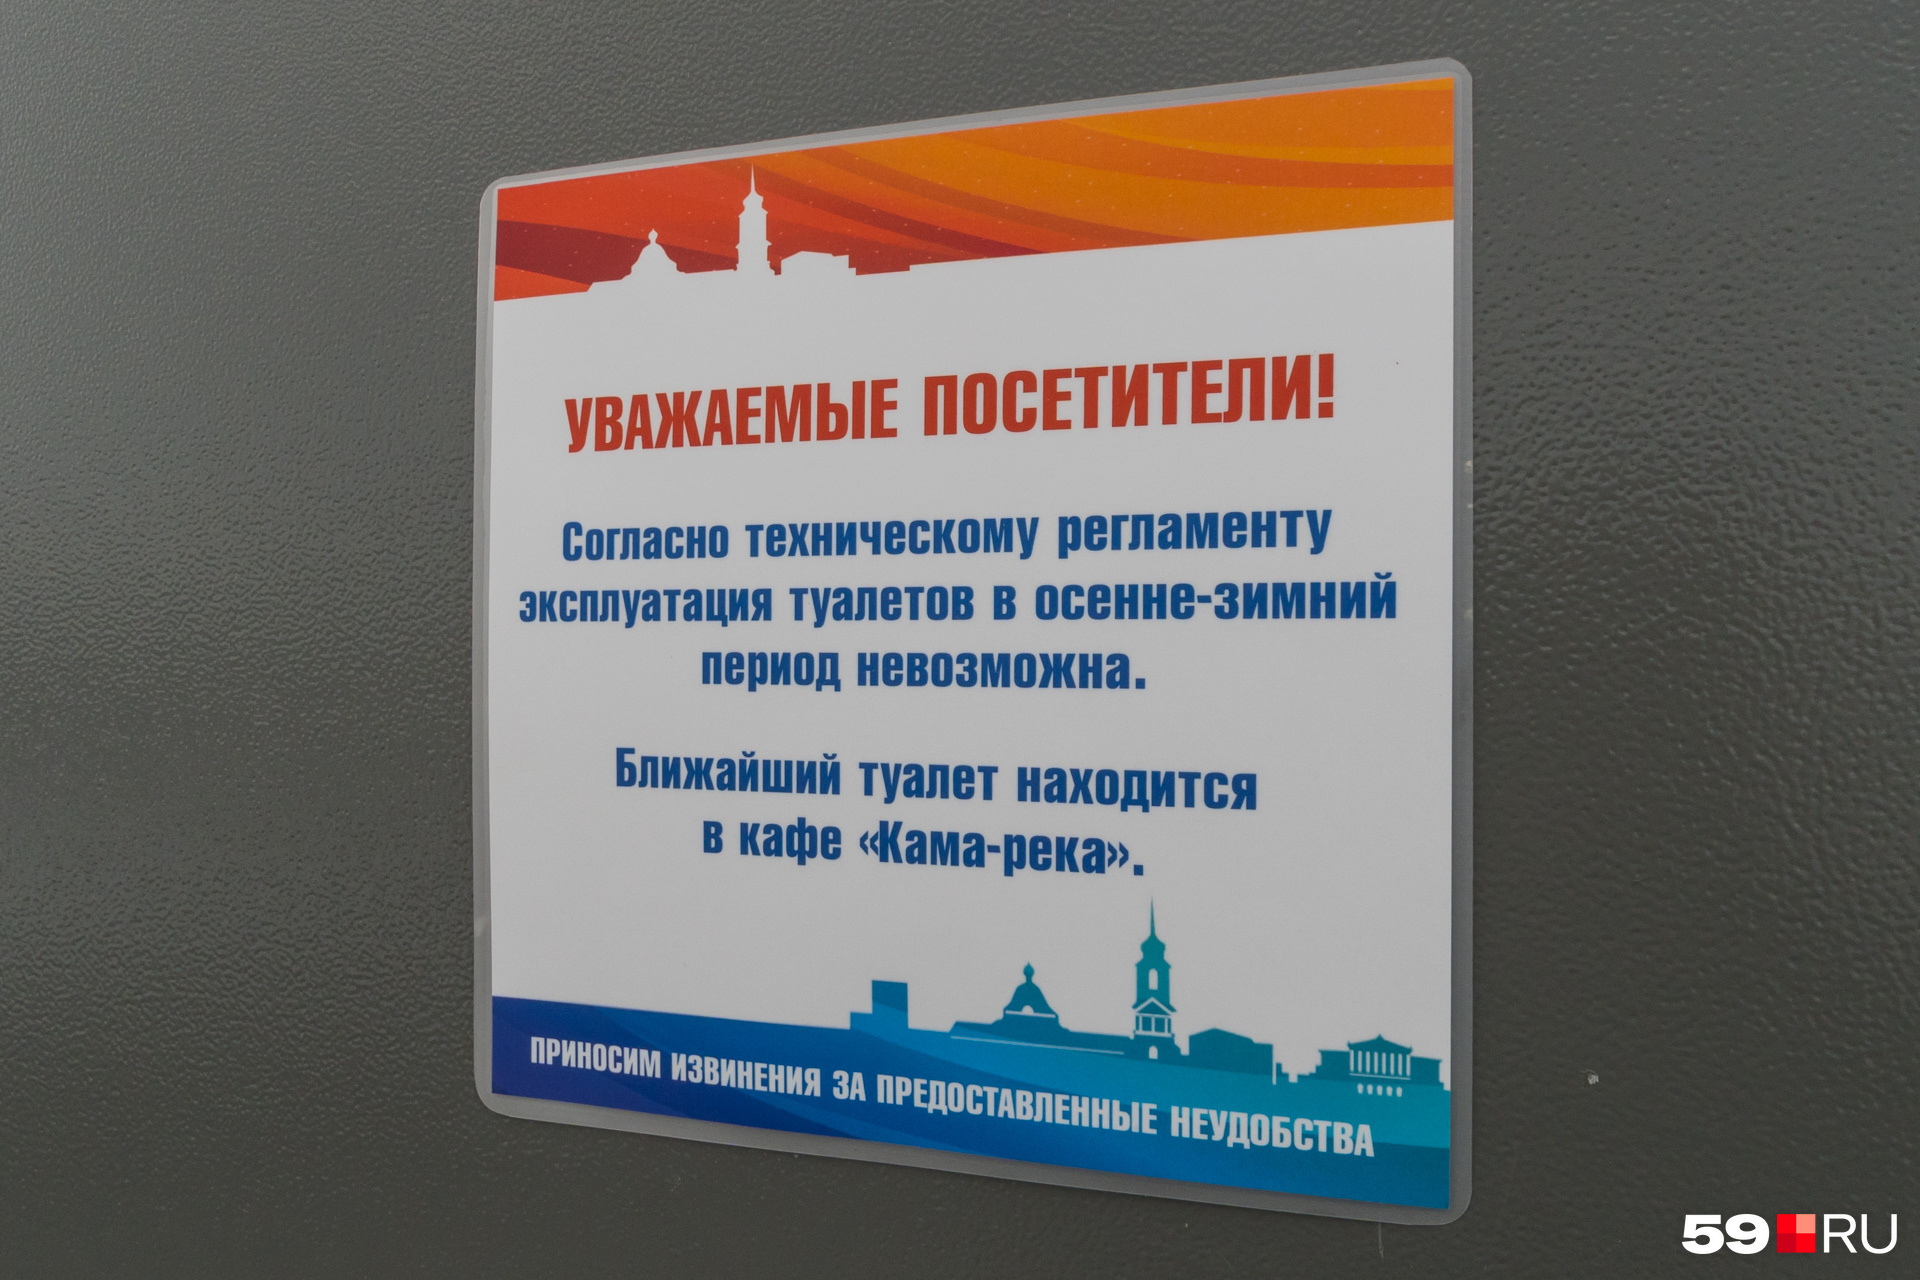 УВАЖАЕМЫЕ ПОСЕТИТЕЛИ!
Согласно техническому регламенту
эксплуатация туалетов в осенне-зимний
период невозможна.
Ближайший туалет находится
в кафе «Кама-река».
ПРИНОСИМ ИЗВИНЕНИЯ ЗА ПРЕДОСТАВЛЕННЫЕ НЕУДОБСТВА
59 RU